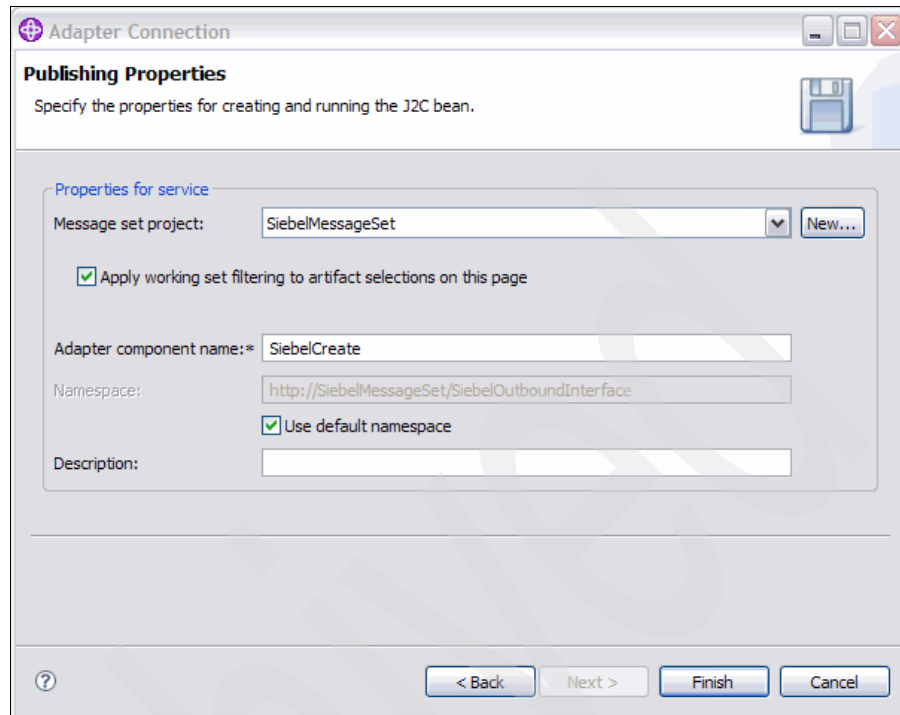 Adapter Connection
Publishing Properties
Specify the properties for creating and running the J2C bean.
Properties for service
Message set project: SiebelMessageSet New...
Apply working set filtering to artifact selections on this page
Adapter component name:* SiebelCreate
Namespace: http://SiebelMessageSet/SiebelOutboundInterface
Use default namespace
Description:
? < Back Next > Finish Cancel